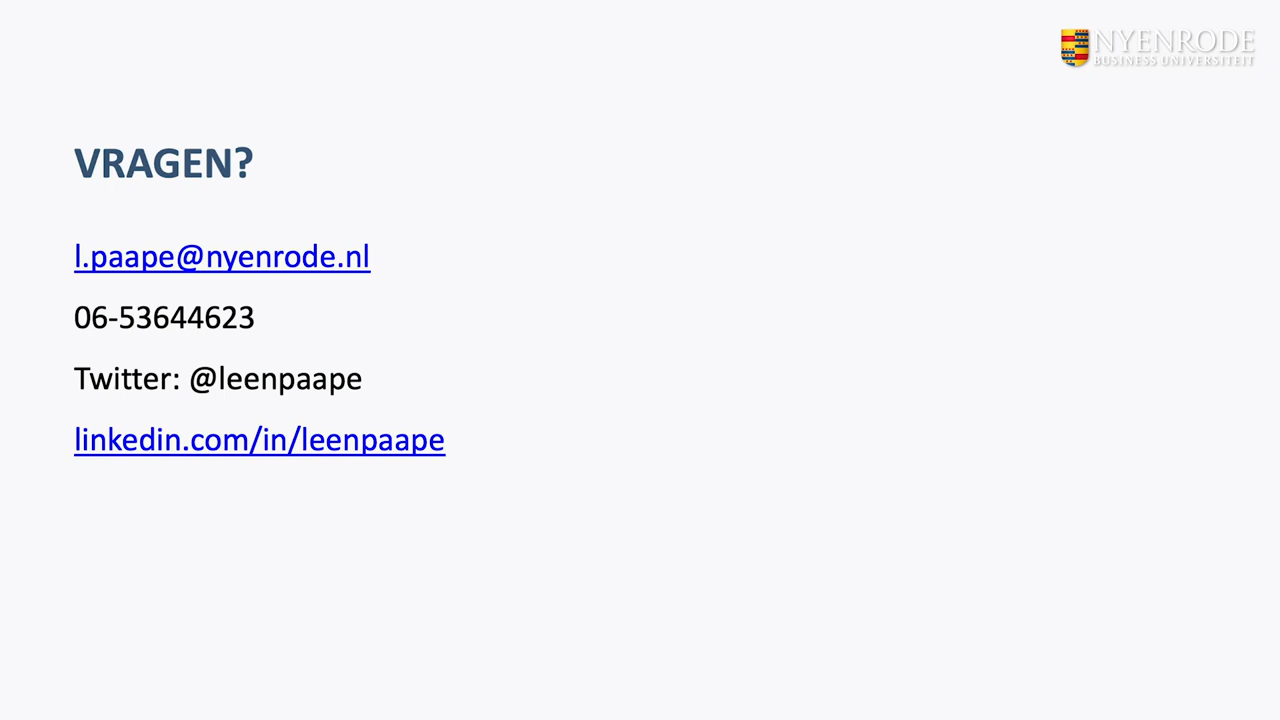 NYENRODE
BUSINESS UNIVERSITEIT
VRAGEN?
l.paape@nyenrode.nl
06-53644623
Twitter: @leenpaape
linkedin.com/in/leenpaape